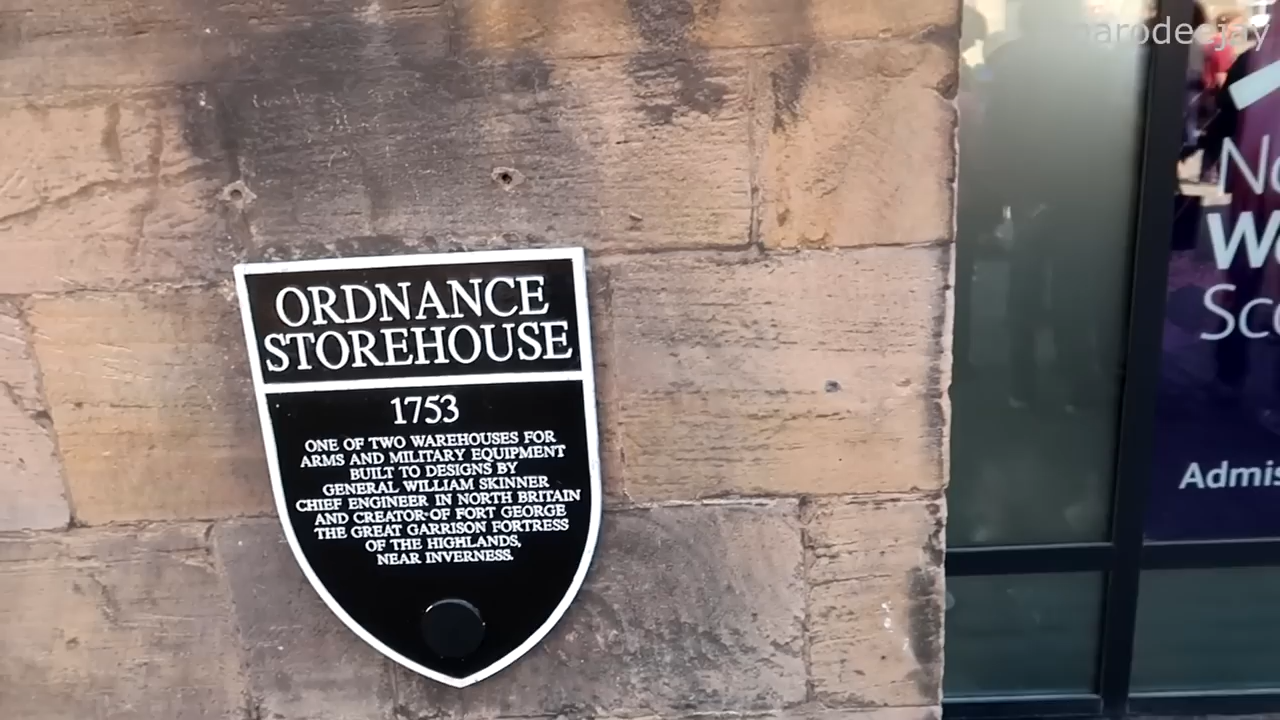 ORDNANCE
STOREHOUSE
1753
ONE OF TWO WAREHOUSES FOR
ARMS AND MILITARY EQUIPMENT
BUILT TO DESIGNS BY
GENERAL WILLIAM SKINNER
CHIEF ENGINEER IN NORTH BRITAIN
AND CREATOR OF FORT GEORGE
THE GREAT GARRISON FORTRESS
OF THE HIGHLANDS,
NEAR INVERNESS.